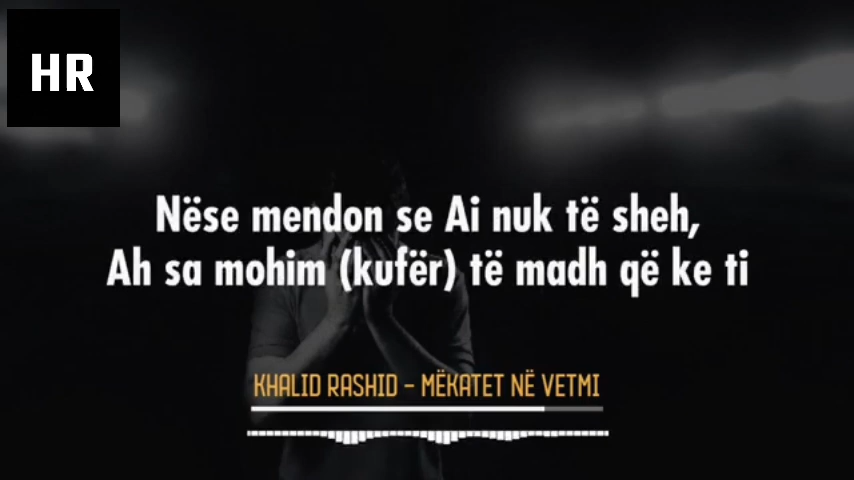 HR
Nëse mendon se Ai nuk të sheh,
Ah sa mohim (kufër) të madh që ke ti
KHALID RASHID - MËKATET NË VETMI